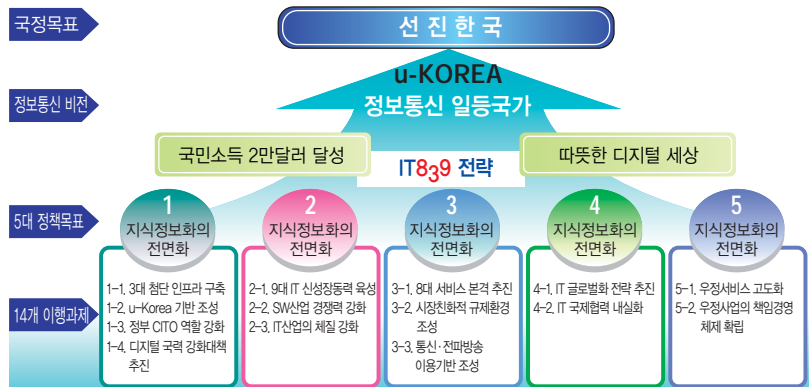 국정목표
선진한국
u-KOREA
정보통신 비전
정보통신 일등국가
국민소득 2만달러 달성
IT839 전략
따뜻한 디지털 세상
5대 정책목표
1
지식정보화의
전면화
2
지식정보화의
전면화
3
지식정보화의
전면화
4
지식정보화의
전면화
5
지식정보화의
전면화
14개 이행과제
1-1. 3대 첨단 인프라 구축
1-2. u-Korea 기반 조성
1-3. 정부 CITO 역할 강화
1-4. 디지털 국력 강화대책
추진
2-1. 9대 IT 신성장동력 육성
2-2. SW산업 경쟁력 강화
2-3. IT산업의 체질 강화
3-1. 8대 서비스 본격 추진
3-2. 시장친화적 규제환경
조성
3-3. 통신·전파방송
이용기반 조성
4-1. IT 글로벌화 전략 추진
4-2. IT 국제협력 내실화
5-1. 우정서비스 고도화
5-2. 우정사업의 책임경영
체제 확립